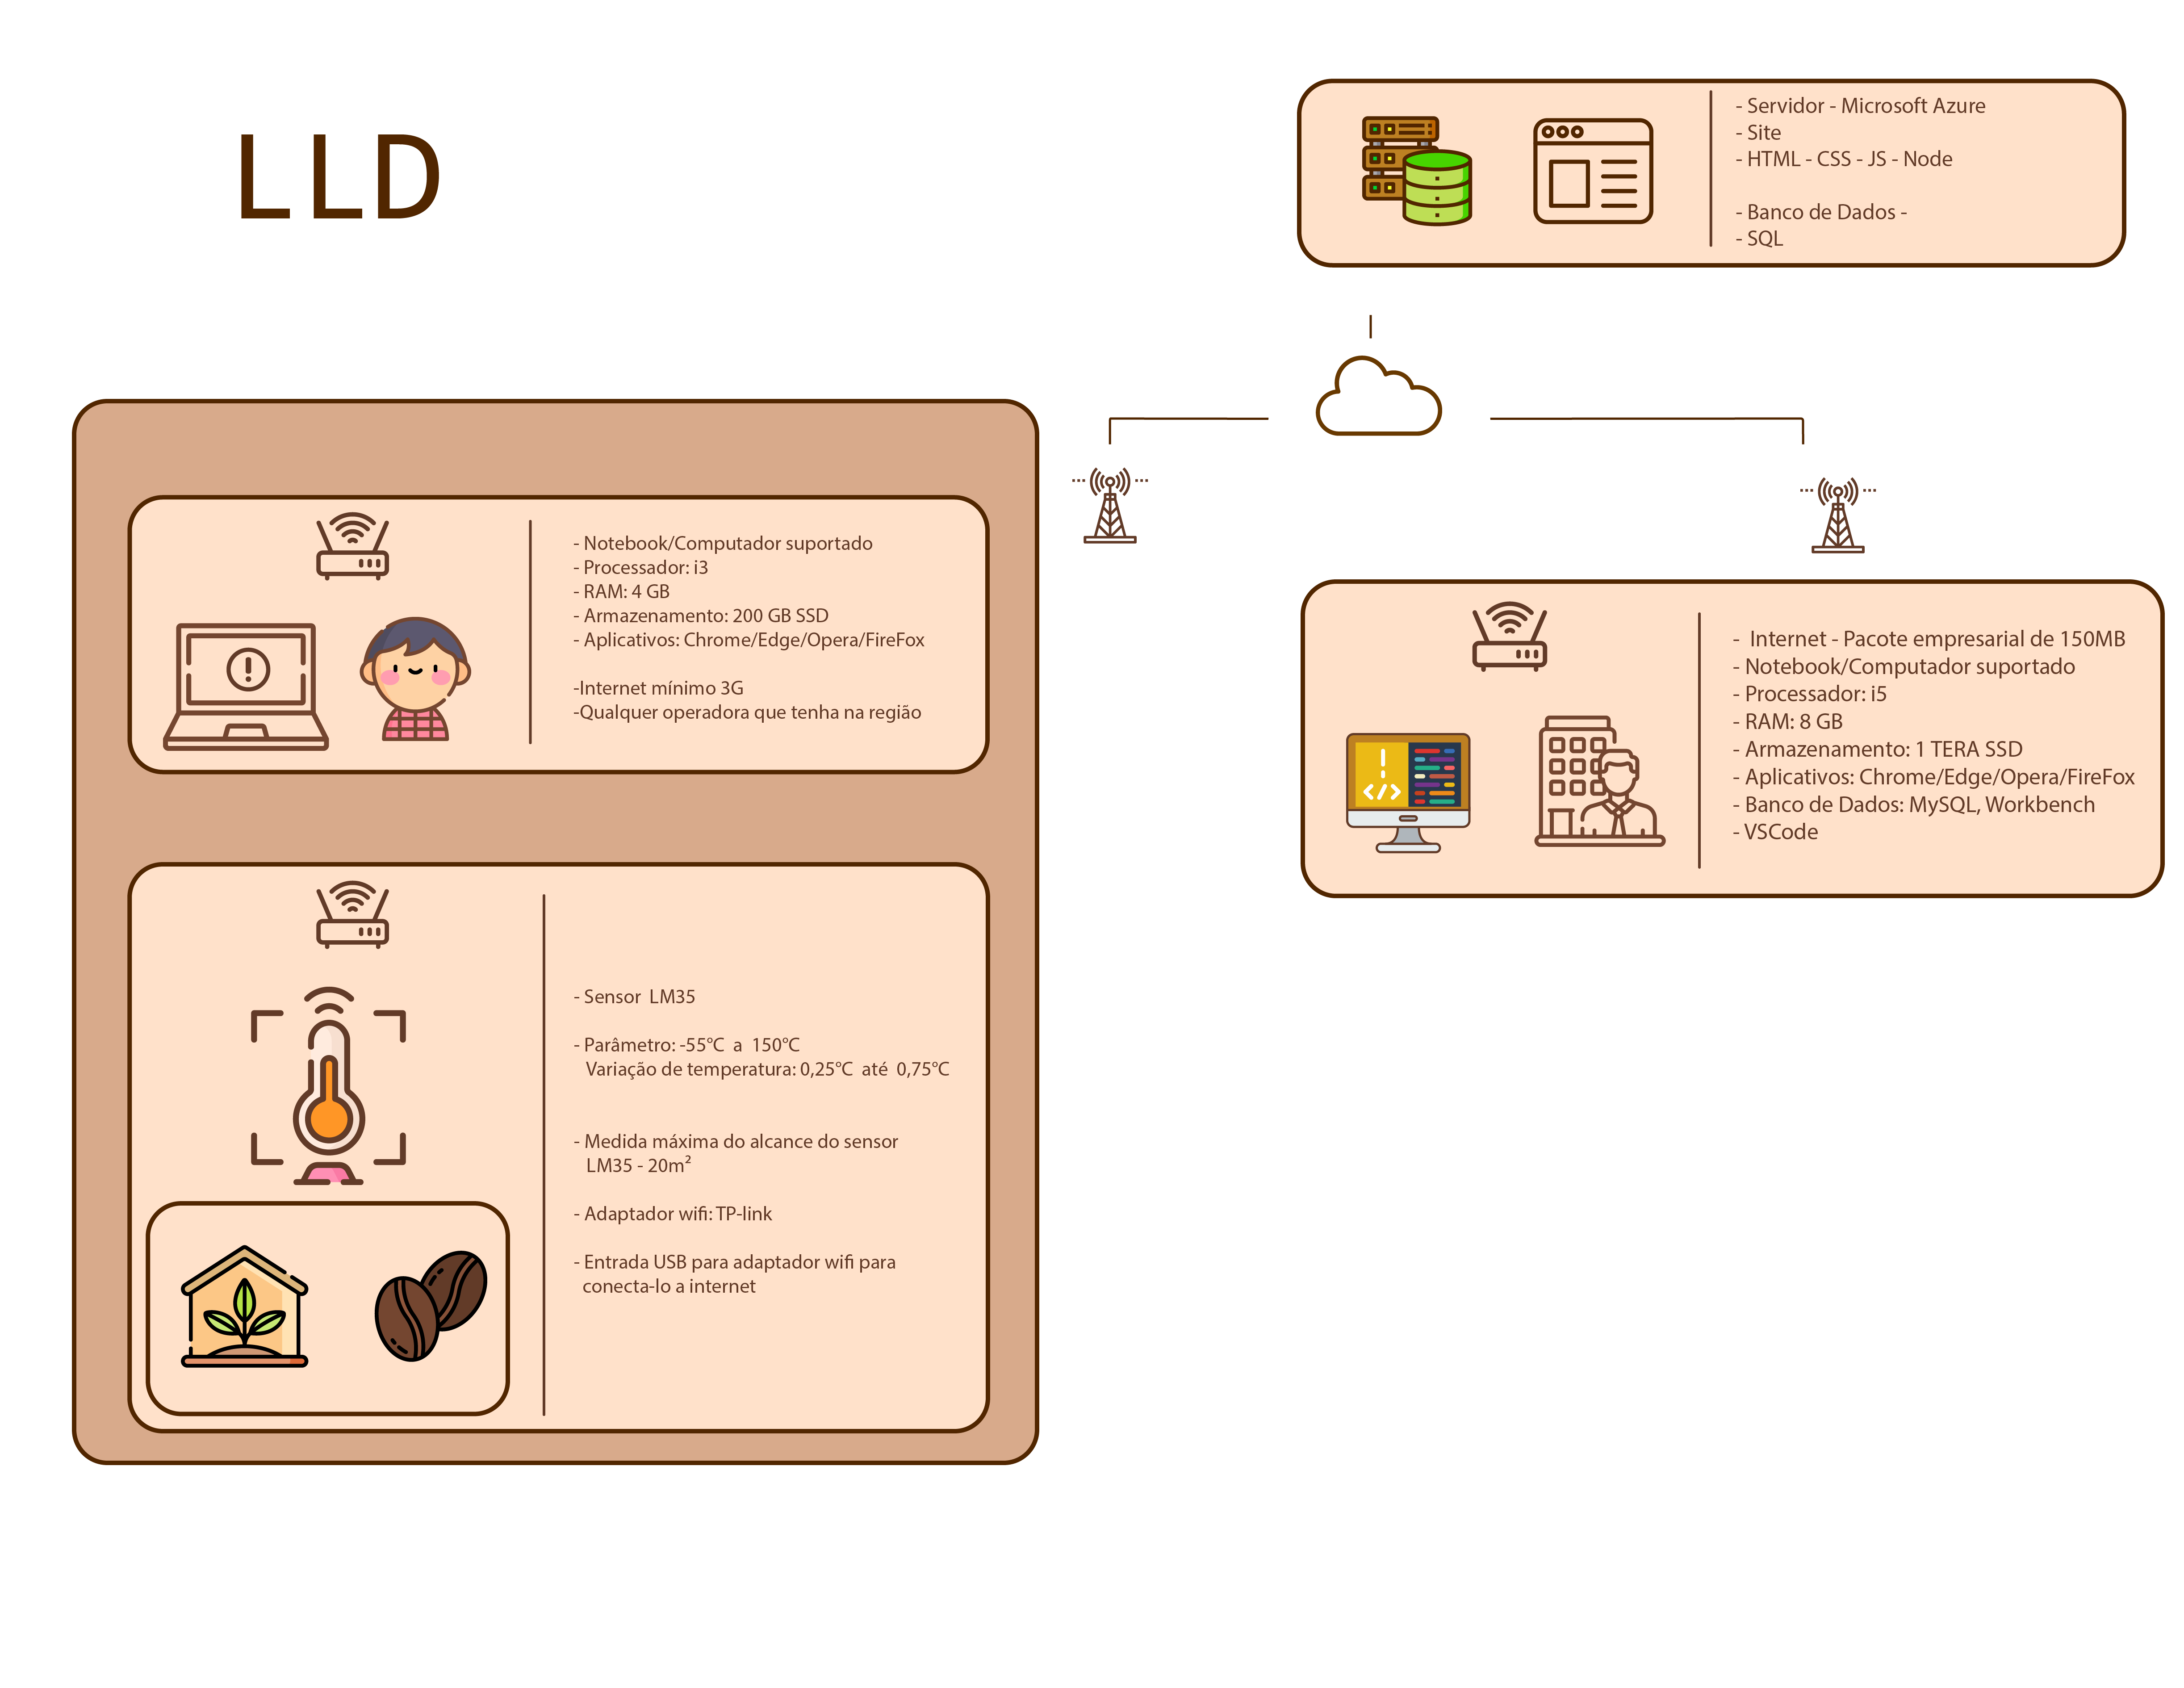 LLD
- Servidor - Microsoft Azure
- Site
- HTML - CSS - JS - Node
- Banco de Dados -
- SQL
- Notebook/Computador suportado
- Processador: i3
- RAM: 4 GB
- Armazenamento: 200 GB SSD
- Aplicativos: Chrome/Edge/Opera/FireFox
-Internet mínimo 3G
-Qualquer operadora que tenha na região
- Internet - Pacote empresarial de 150MB
- Notebook/Computador suportado
- Processador: i5
- RAM: 8 GB
- Armazenamento: 1 TERA SSD
- Aplicativos: Chrome/Edge/Opera/FireFox
- Banco de Dados: MySQL, Workbench
- VSCode
- Sensor LM35
- Parâmetro: -55°C a 150°C
Variação de temperatura: 0,25°C até 0,75°C
- Medida máxima do alcance do sensor
LM35 - 20m²
- Adaptador wifi: TP-link
- Entrada USB para adaptador wifi para
conecta-lo a internet